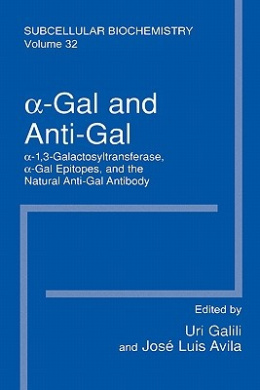 SUBCELLULAR BIOCHEMISTRY
Volume 32
α-Gal and
Anti-Gal
α-1,3-Galactosyltransferase,
α-Gal Epitopes, and the
Natural Anti-Gal Antibody
Edited by
Uri Galili
and José Luis Avila